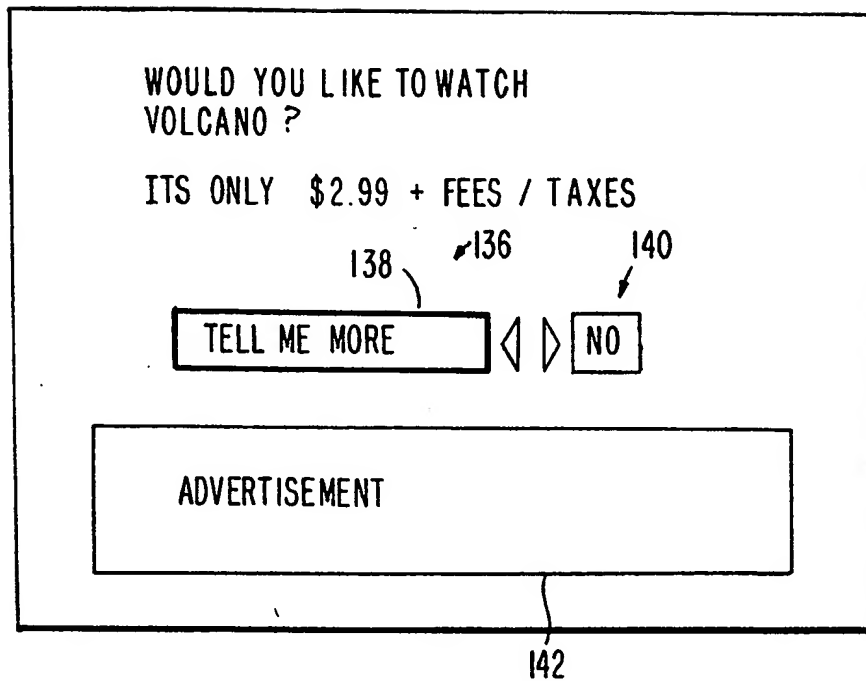 WOULD YOU LIKE TO WATCH
VOLCANO ?
ITS ONLY $2.99 + FEES / TAXES
138 136 140
TELL ME MORE NO
ADVERTISEMENT
142